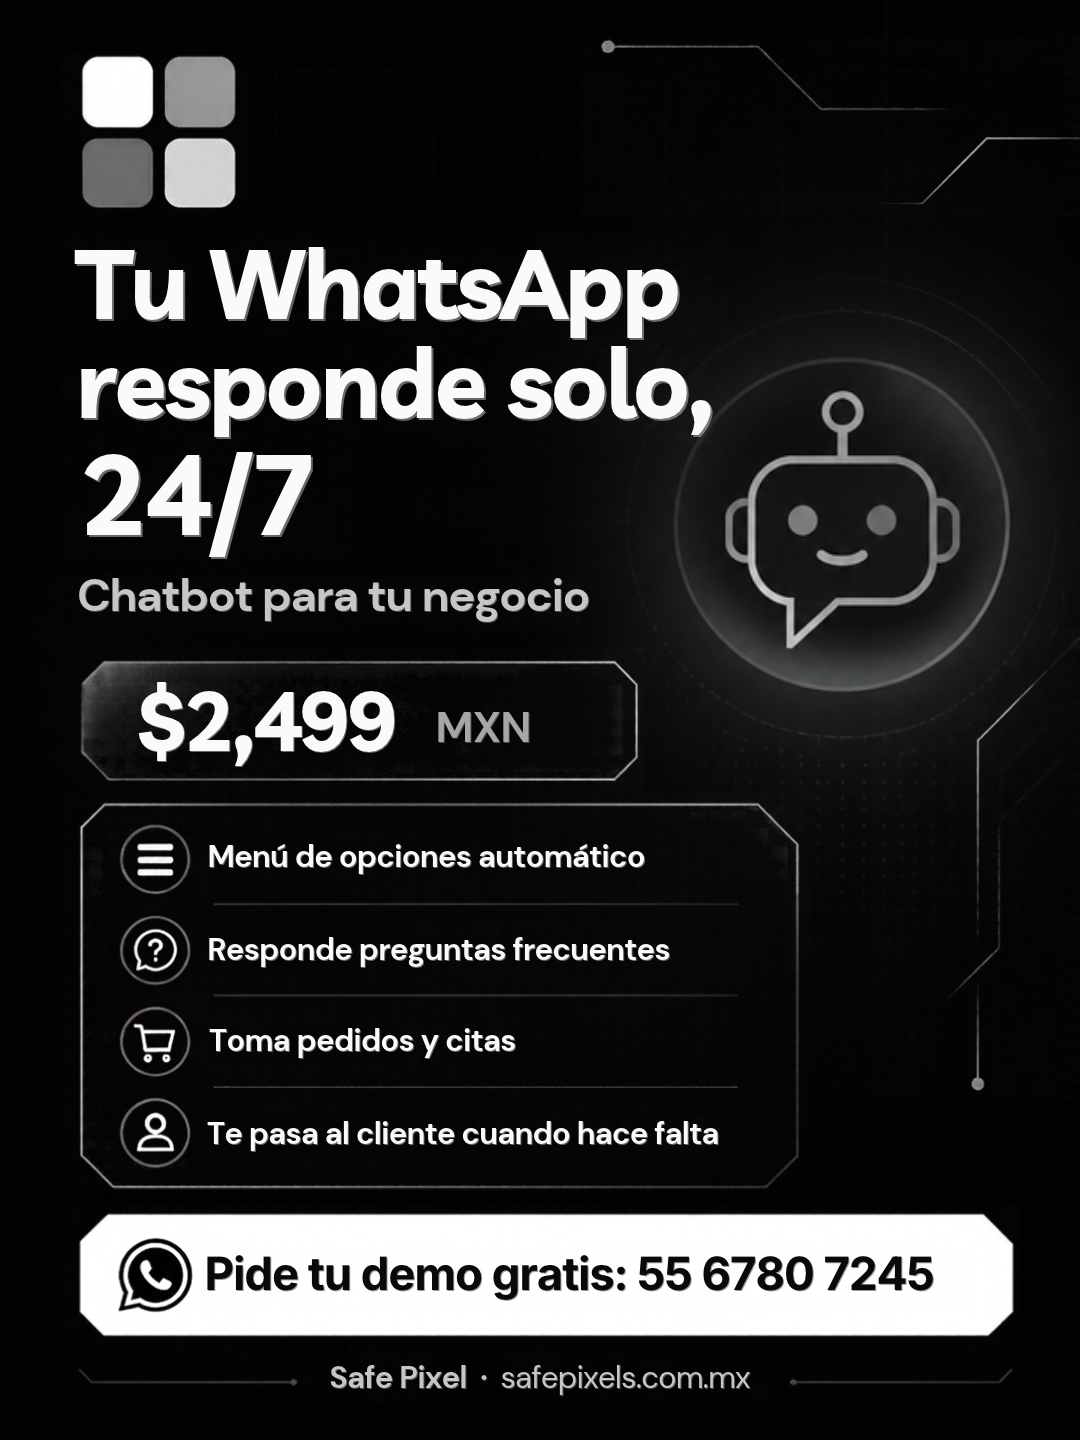 Tu WhatsApp
responde solo,
24/7
Chatbot para tu negocio
$2,499 MXN
Menú de opciones automático
Responde preguntas frecuentes
Toma pedidos y citas
Te pasa al cliente cuando hace falta
Pide tu demo gratis: 55 6780 7245
Safe Pixel · safepixels.com.mx